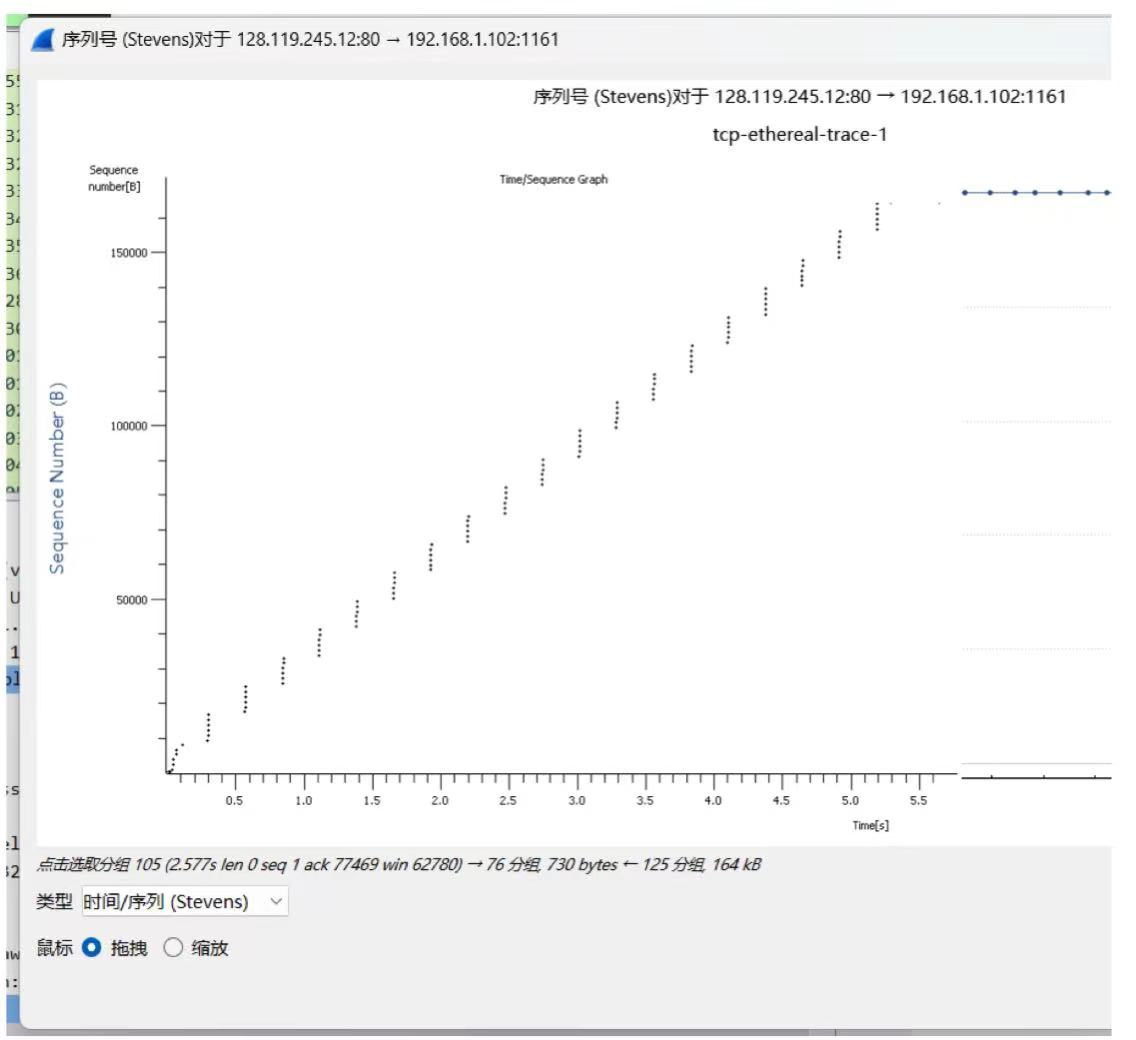 序列号 (Stevens)对于 128.119.245.12:80 → 192.168.1.102:1161
序列号 (Stevens)对于 128.119.245.12:80 → 192.168.1.102:1161
tcp-ethereal-trace-1
Sequence
number[B]
Time/Sequence Graph
150000
100000
50000
Sequence Number (B)
0.5 1.0 1.5 2.0 2.5 3.0 3.5 4.0 4.5 5.0 5.5
Time[s]
点击选取分组 105 (2.577s len 0 seq 1 ack 77469 win 62780) → 76 分组, 730 bytes ← 125 分组, 164 kB
类型 时间/序列 (Stevens)
鼠标 拖拽 缩放